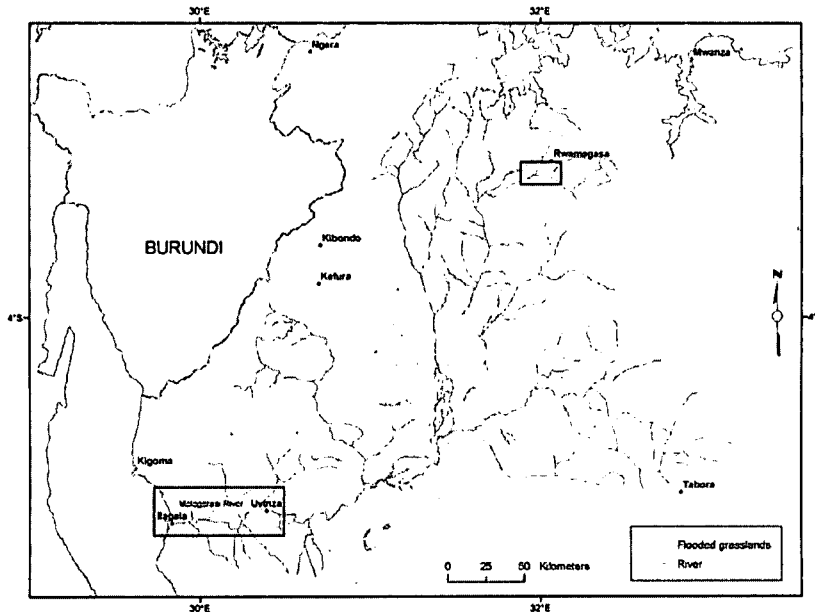 30°E 32°E
Ngara
Mwanza
Rwamagasa
BURUNDI
Kibondo
Kafura
N
4°S 4°
Kigoma
Malagarasi River Uvinza
Ilagala
Tabora
Flooded grasslands
0 25 50 Kilometers
River
30°E 32°E